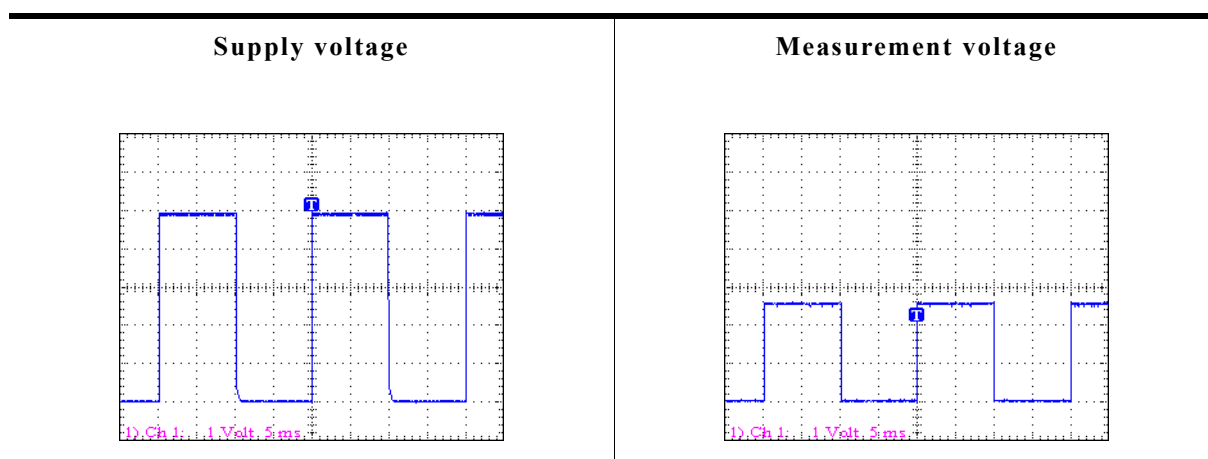 Supply voltage
Measurement voltage
T
T
1) Ch 1: 1 Volt 5 ms
1) Ch 1: 1 Volt 5 ms